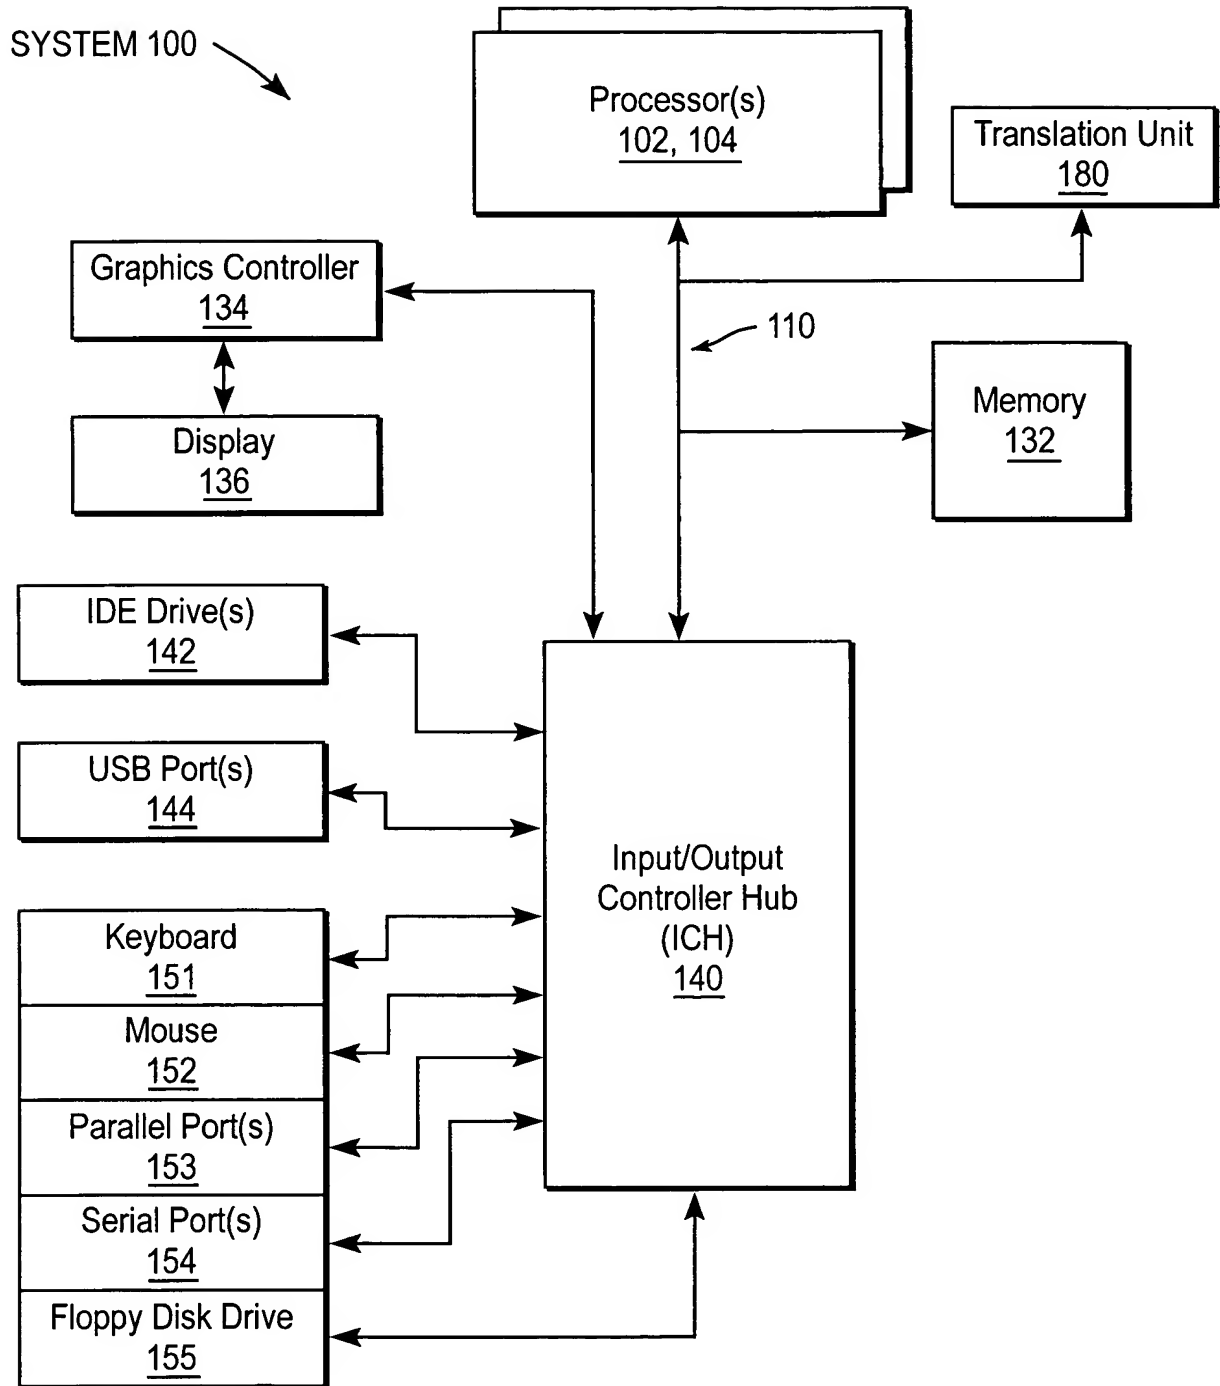 SYSTEM 100
Processor(s)
102, 104
Translation Unit
180
Graphics Controller
134
110
Display
136
Memory
132
IDE Drive(s)
142
USB Port(s)
144
Input/Output
Controller Hub
(ICH)
140
Keyboard
151
Mouse
152
Parallel Port(s)
153
Serial Port(s)
154
Floppy Disk Drive
155